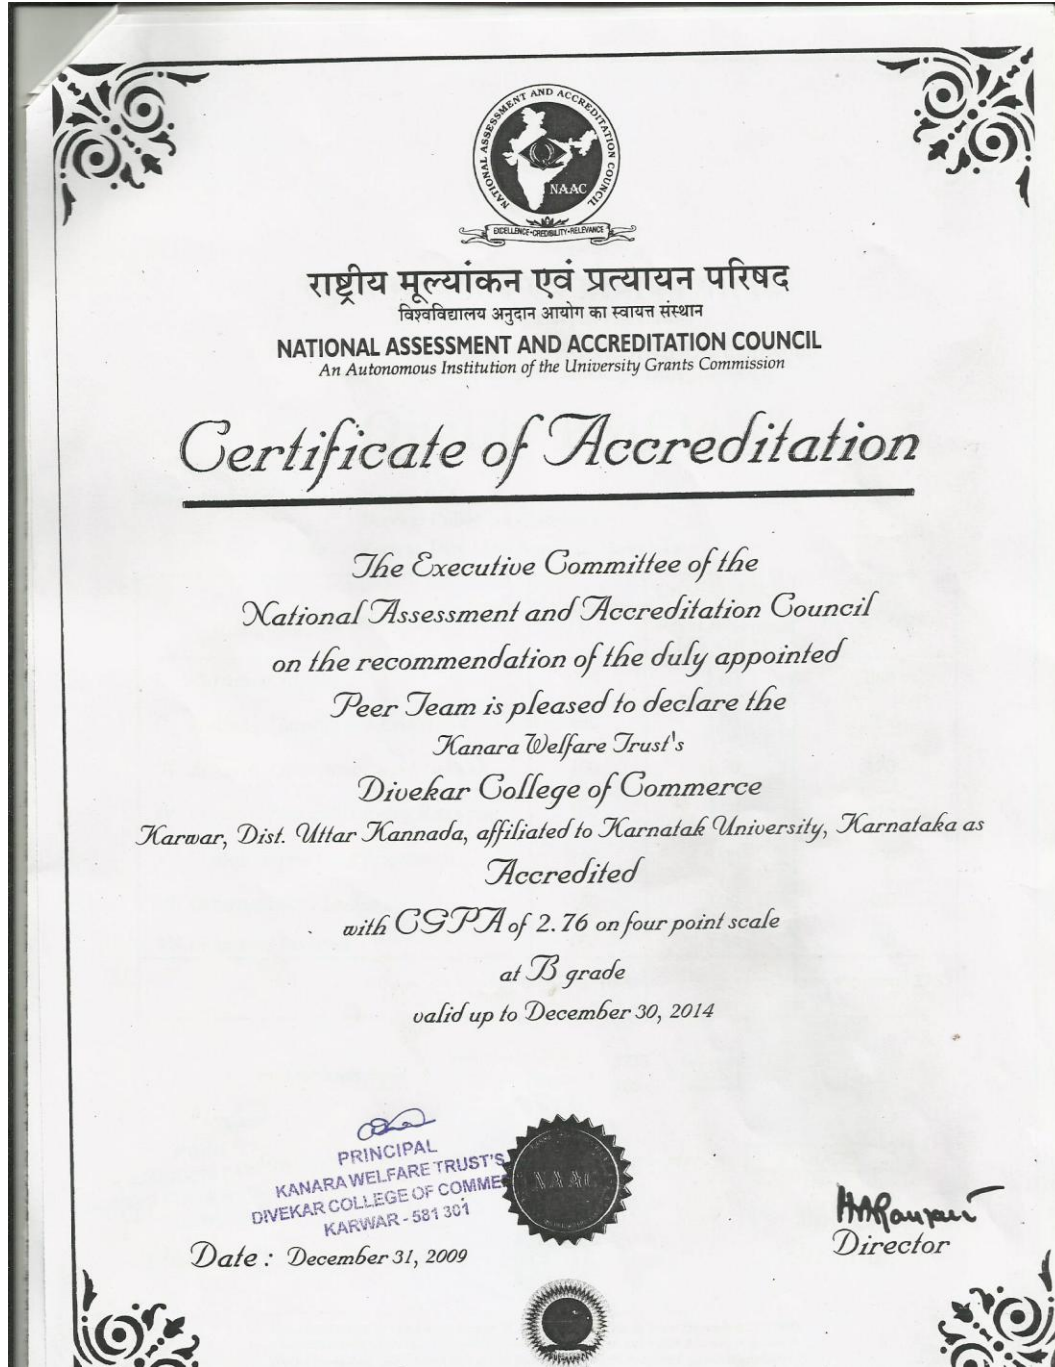 NATIONAL ASSESSMENT AND ACCREDITATION COUNCIL
NAAC
EXCELLENCE•CREDIBILITY•RELEVANCE
राष्ट्रीय मूल्यांकन एवं प्रत्यायन परिषद
विश्वविद्यालय अनुदान आयोग का स्वायत्त संस्थान
NATIONAL ASSESSMENT AND ACCREDITATION COUNCIL
An Autonomous Institution of the University Grants Commission
Certificate of Accreditation
The Executive Committee of the
National Assessment and Accreditation Council
on the recommendation of the duly appointed
Peer Team is pleased to declare the
Kanara Welfare Trust's
Divekar College of Commerce
Karwar, Dist. Uttar Kannada, affiliated to Karnatak University, Karnataka as
Accredited
with CGPA of 2.76 on four point scale
at B grade
valid up to December 30, 2014
PRINCIPAL
KANARA WELFARE TRUST'S
DIVEKAR COLLEGE OF COMME
KARWAR - 581 301
NAAC
Director
Date : December 31, 2009